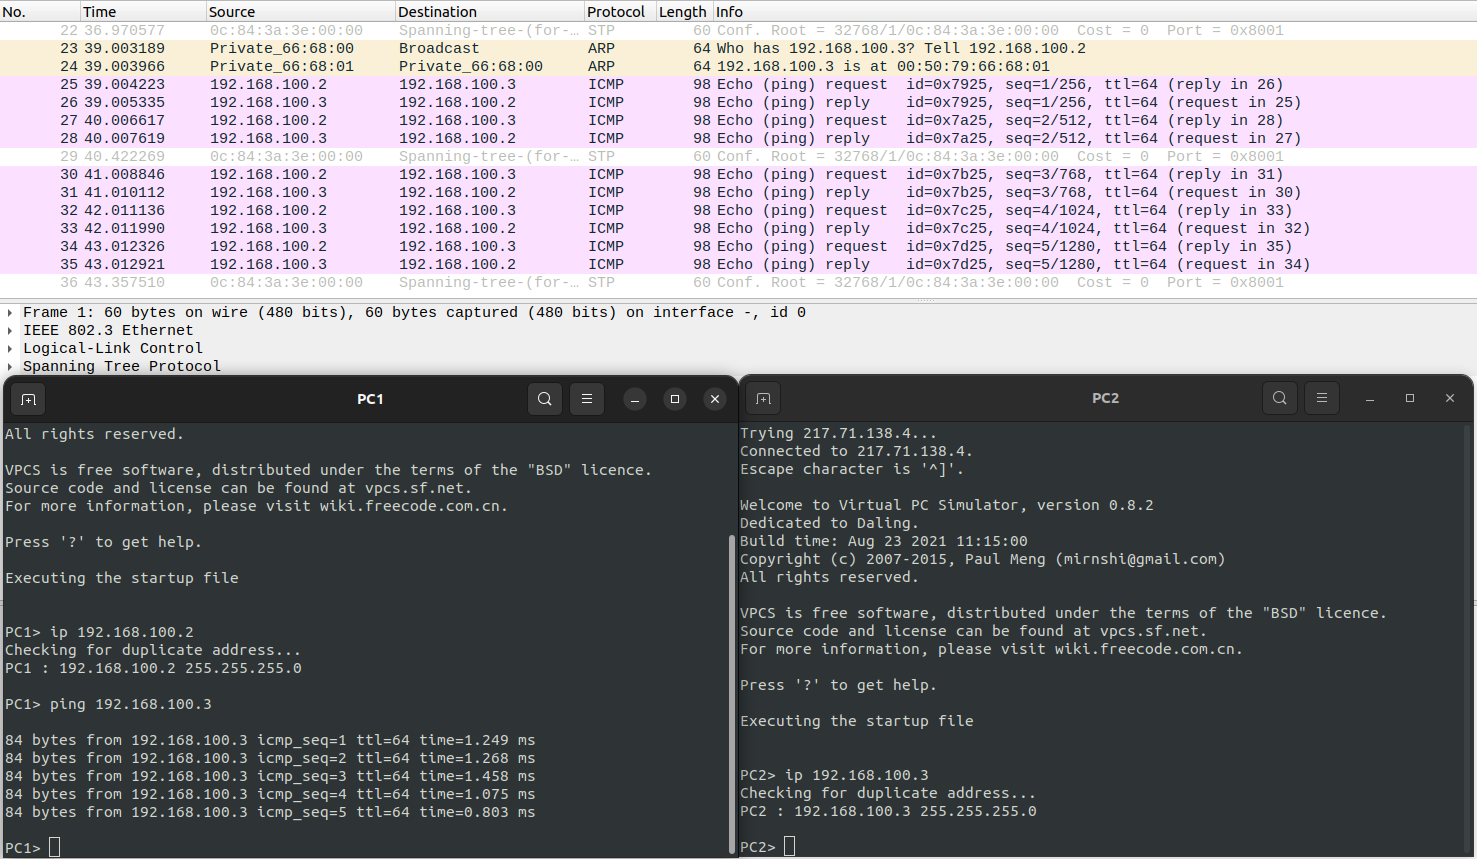 No. Time Source Destination Protocol Length Info
22 36.970577 0c:84:3a:3e:00:00 Spanning-tree-(for-… STP 60 Conf. Root = 32768/1/0c:84:3a:3e:00:00 Cost = 0 Port = 0x8001
23 39.003189 Private_66:68:00 Broadcast ARP 64 Who has 192.168.100.3? Tell 192.168.100.2
24 39.003966 Private_66:68:01 Private_66:68:00 ARP 64 192.168.100.3 is at 00:50:79:66:68:01
25 39.004223 192.168.100.2 192.168.100.3 ICMP 98 Echo (ping) request id=0x7925, seq=1/256, ttl=64 (reply in 26)
26 39.005335 192.168.100.3 192.168.100.2 ICMP 98 Echo (ping) reply id=0x7925, seq=1/256, ttl=64 (request in 25)
27 40.006617 192.168.100.2 192.168.100.3 ICMP 98 Echo (ping) request id=0x7a25, seq=2/512, ttl=64 (reply in 28)
28 40.007619 192.168.100.3 192.168.100.2 ICMP 98 Echo (ping) reply id=0x7a25, seq=2/512, ttl=64 (request in 27)
29 40.422269 0c:84:3a:3e:00:00 Spanning-tree-(for-… STP 60 Conf. Root = 32768/1/0c:84:3a:3e:00:00 Cost = 0 Port = 0x8001
30 41.008846 192.168.100.2 192.168.100.3 ICMP 98 Echo (ping) request id=0x7b25, seq=3/768, ttl=64 (reply in 31)
31 41.010112 192.168.100.3 192.168.100.2 ICMP 98 Echo (ping) reply id=0x7b25, seq=3/768, ttl=64 (request in 30)
32 42.011136 192.168.100.2 192.168.100.3 ICMP 98 Echo (ping) request id=0x7c25, seq=4/1024, ttl=64 (reply in 33)
33 42.011990 192.168.100.3 192.168.100.2 ICMP 98 Echo (ping) reply id=0x7c25, seq=4/1024, ttl=64 (request in 32)
34 43.012326 192.168.100.2 192.168.100.3 ICMP 98 Echo (ping) request id=0x7d25, seq=5/1280, ttl=64 (reply in 35)
35 43.012921 192.168.100.3 192.168.100.2 ICMP 98 Echo (ping) reply id=0x7d25, seq=5/1280, ttl=64 (request in 34)
36 43.357510 0c:84:3a:3e:00:00 Spanning-tree-(for-… STP 60 Conf. Root = 32768/1/0c:84:3a:3e:00:00 Cost = 0 Port = 0x8001
Frame 1: 60 bytes on wire (480 bits), 60 bytes captured (480 bits) on interface -, id 0
IEEE 802.3 Ethernet
Logical-Link Control
Spanning Tree Protocol
PC1
All rights reserved.
VPCS is free software, distributed under the terms of the "BSD" licence.
Source code and license can be found at vpcs.sf.net.
For more information, please visit wiki.freecode.com.cn.
Press '?' to get help.
Executing the startup file
PC1> ip 192.168.100.2
Checking for duplicate address...
PC1 : 192.168.100.2 255.255.255.0
PC1> ping 192.168.100.3
84 bytes from 192.168.100.3 icmp_seq=1 ttl=64 time=1.249 ms
84 bytes from 192.168.100.3 icmp_seq=2 ttl=64 time=1.268 ms
84 bytes from 192.168.100.3 icmp_seq=3 ttl=64 time=1.458 ms
84 bytes from 192.168.100.3 icmp_seq=4 ttl=64 time=1.075 ms
84 bytes from 192.168.100.3 icmp_seq=5 ttl=64 time=0.803 ms
PC1>
PC2
Trying 217.71.138.4...
Connected to 217.71.138.4.
Escape character is '^]'.
Welcome to Virtual PC Simulator, version 0.8.2
Dedicated to Daling.
Build time: Aug 23 2021 11:15:00
Copyright (c) 2007-2015, Paul Meng (mirnshi@gmail.com)
All rights reserved.
VPCS is free software, distributed under the terms of the "BSD" licence.
Source code and license can be found at vpcs.sf.net.
For more information, please visit wiki.freecode.com.cn.
Press '?' to get help.
Executing the startup file
PC2> ip 192.168.100.3
Checking for duplicate address...
PC2 : 192.168.100.3 255.255.255.0
PC2>